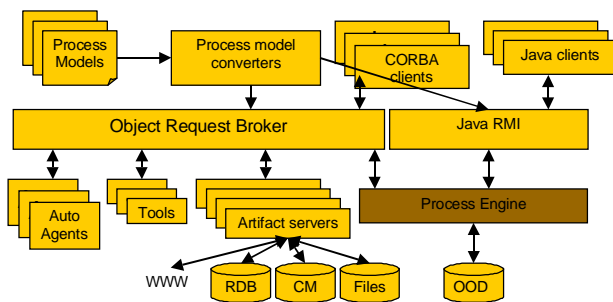 Process
Models
Process model
converters
CORBA
clients
Java clients
Object Request Broker
Java RMI
Auto
Agents
Tools
Artifact servers
Process Engine
WWW
RDB
CM
Files
OOD